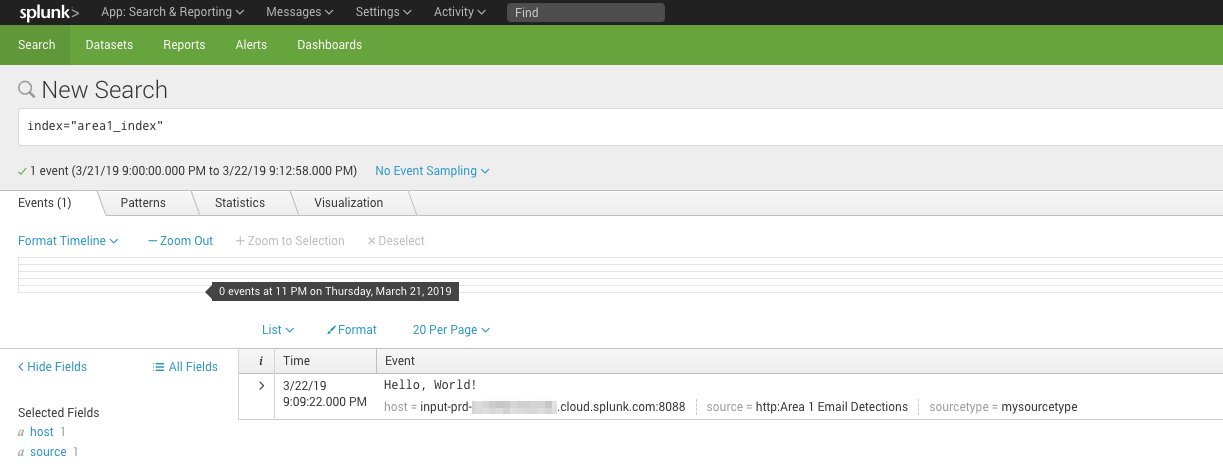 splunk> App: Search & Reporting Messages Settings Activity Find
Search Datasets Reports Alerts Dashboards
New Search
index="area1_index"
1 event (3/21/19 9:00:00.000 PM to 3/22/19 9:12:58.000 PM) No Event Sampling
Events (1) Patterns Statistics Visualization
Format Timeline — Zoom Out + Zoom to Selection × Deselect
0 events at 11 PM on Thursday, March 21, 2019
List Format 20 Per Page
< Hide Fields All Fields i Time Event
> 3/22/19 Hello, World!
9:09:22.000 PM host = input-prd- .cloud.splunk.com:8088 source = http:Area 1 Email Detections sourcetype = mysourcetype
Selected Fields
a host 1
a source 1